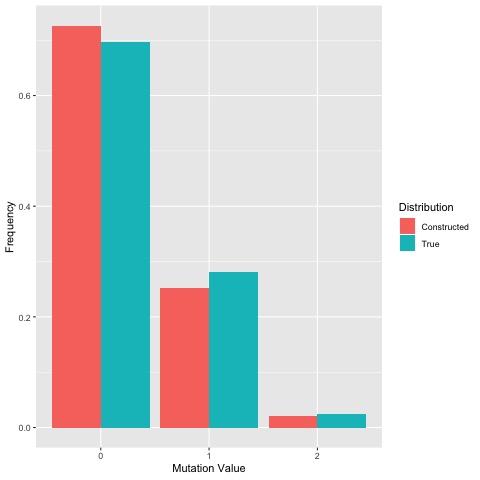 0.6
0.4
0.2
0.0
Frequency
0 1 2
Mutation Value
Distribution
Constructed
True